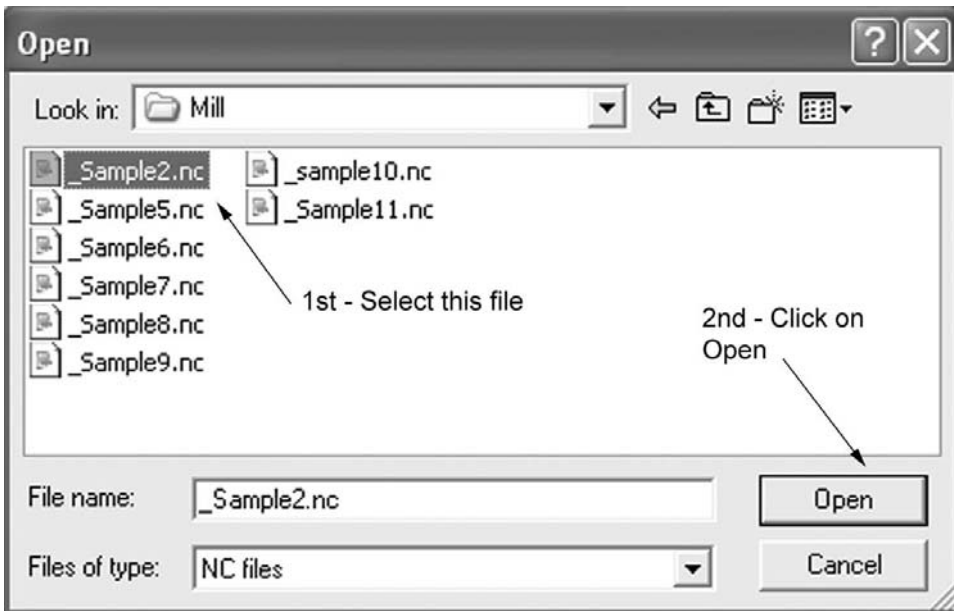 Open
Look in: Mill
_Sample2.nc
_Sample5.nc
_Sample6.nc
_Sample7.nc
_Sample8.nc
_Sample9.nc
_sample10.nc
_Sample11.nc
1st - Select this file
2nd - Click on
Open
File name: _Sample2.nc
Open
Files of type: NC files
Cancel